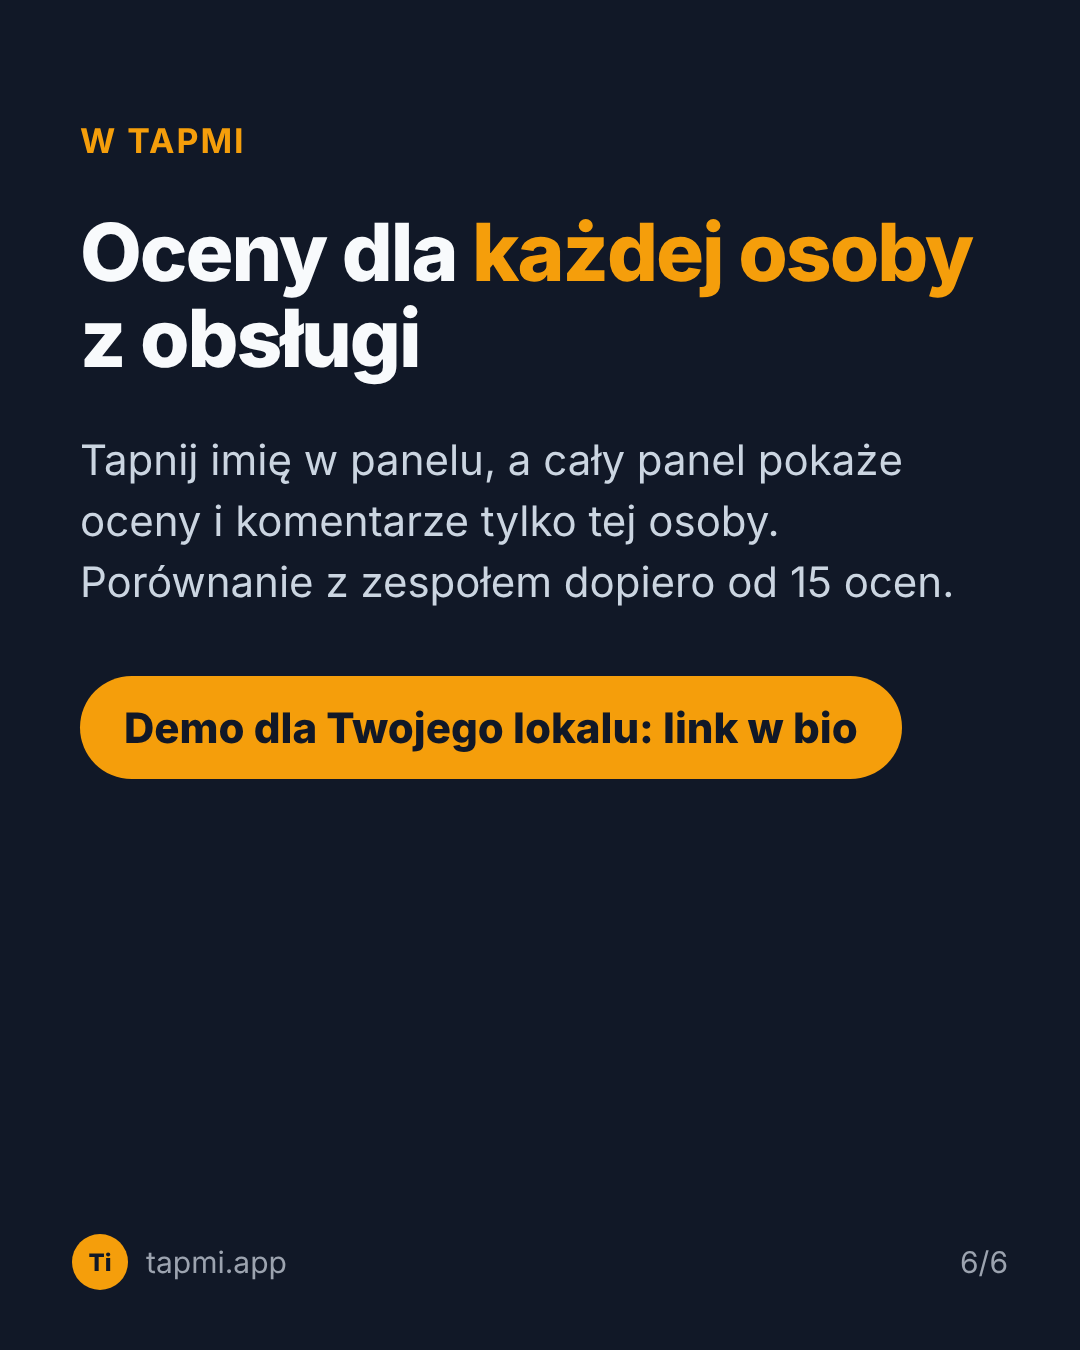 W TAPMI
Oceny dla każdej osoby
z obsługi
Tapnij imię w panelu, a cały panel pokaże
oceny i komentarze tylko tej osoby.
Porównanie z zespołem dopiero od 15 ocen.
Demo dla Twojego lokalu: link w bio
Ti tapmi.app 6/6